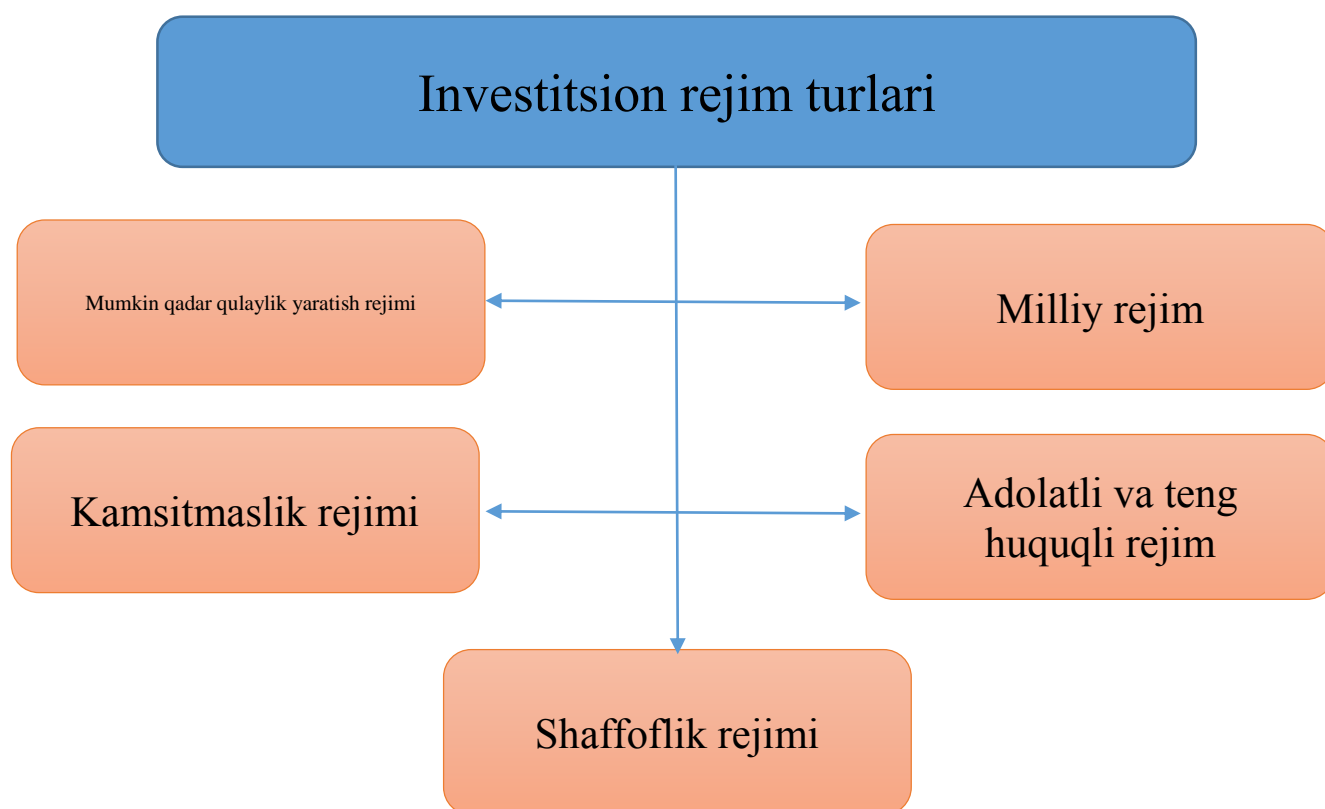 Investitsion rejim turlari
Mumkin qadar qulaylik yaratish rejimi
Milliy rejim
Kamsitmaslik rejimi
Adolatli va teng
huquqli rejim
Shaffoflik rejimi